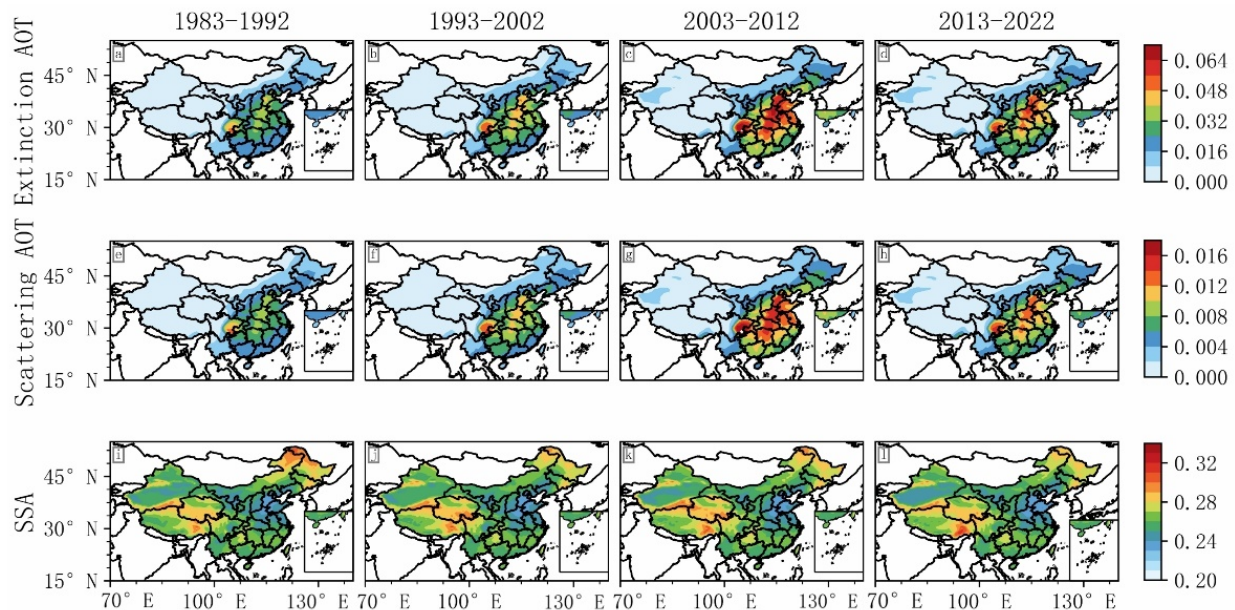 1983-1992 1993-2002 2003-2012 2013-2022
Extinction AOT
a b c d
45° N
30° N
15° N
0.064
0.048
0.032
0.016
0.000
Scattering AOT
e f g h
45° N
30° N
15° N
0.016
0.012
0.008
0.004
0.000
SSA
i j k l
45° N
30° N
15° N
0.32
0.28
0.24
0.20
70° E 100° E 130° E 70° E 100° E 130° E 70° E 100° E 130° E 70° E 100° E 130° E